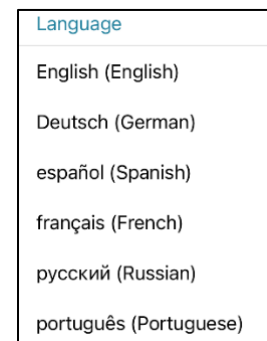 Language
English (English)
Deutsch (German)
español (Spanish)
français (French)
русский (Russian)
português (Portuguese)